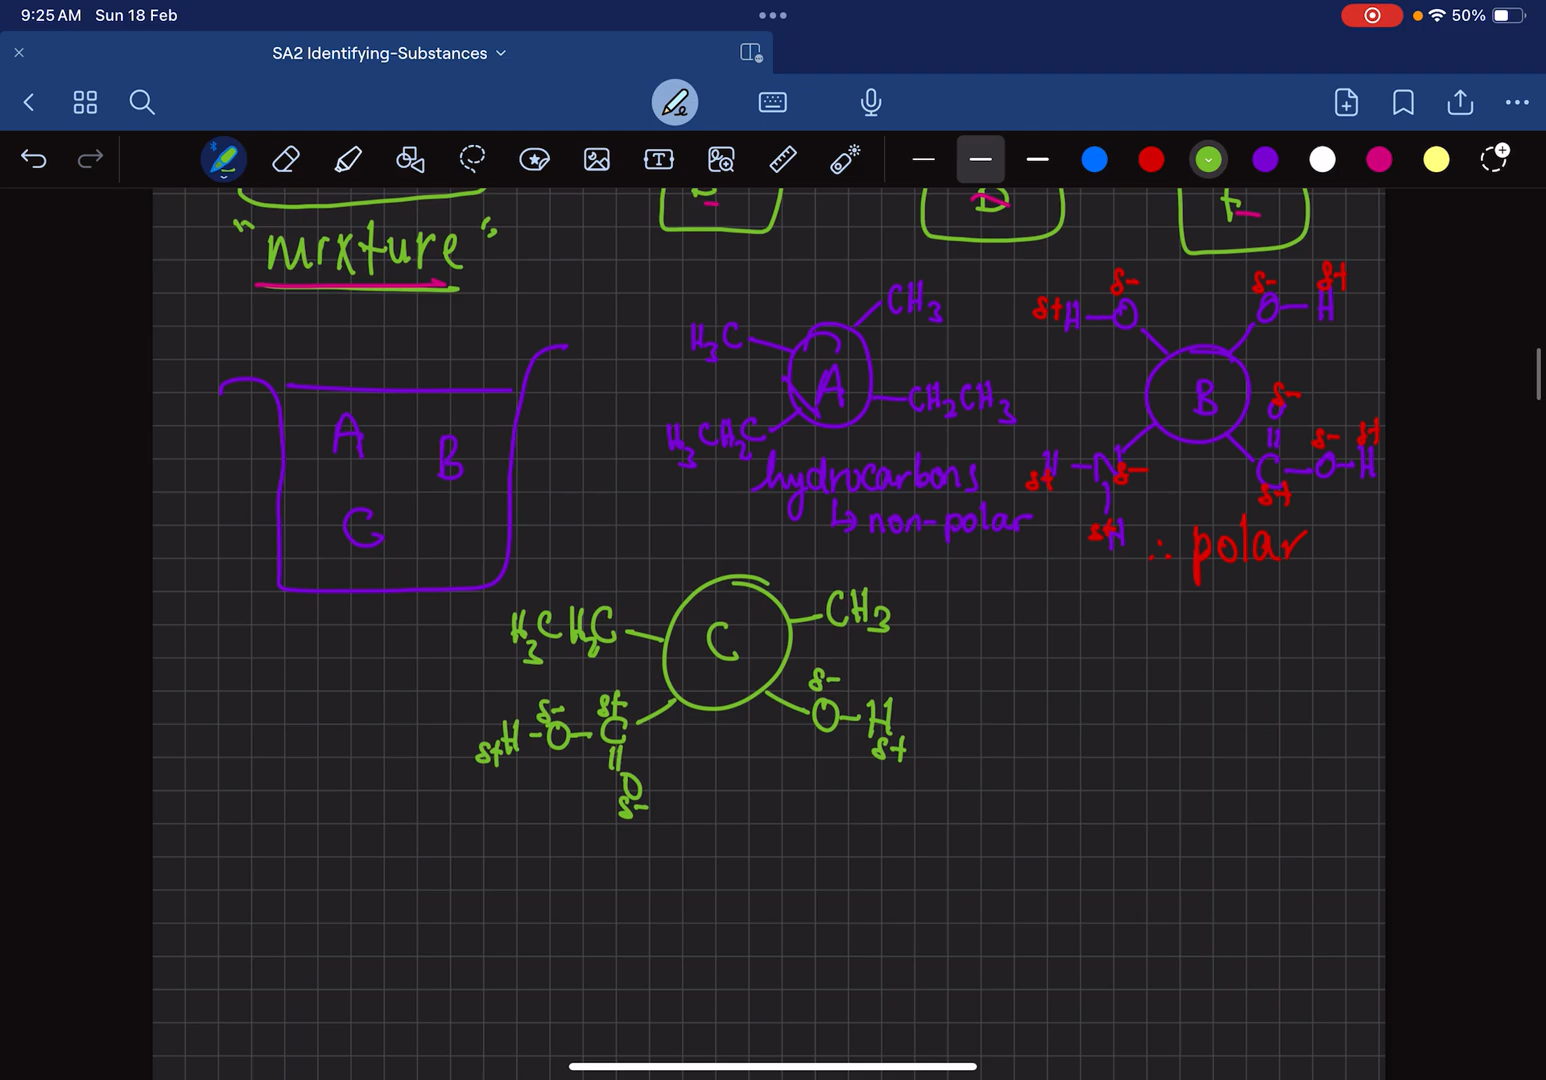 9:25 AM Sun 18 Feb
50%
SA2 Identifying-Substances
"mixture"
D
A
B
C
H3C
CH3
A
H3CH2C
CH2CH3
hydrocarbons
↳ non-polar
δ-
δ-
δ+
δ+H—O
O—H
B
δ-
O
||
δ-
δ+
H—N
δ+
δ-
C—O—H
δ+
H
δ+
∴ polar
H3CH2C
C
CH3
δ-
δ+
δ-
δ+H-O-C
O-H
δ+
||
O
δ-